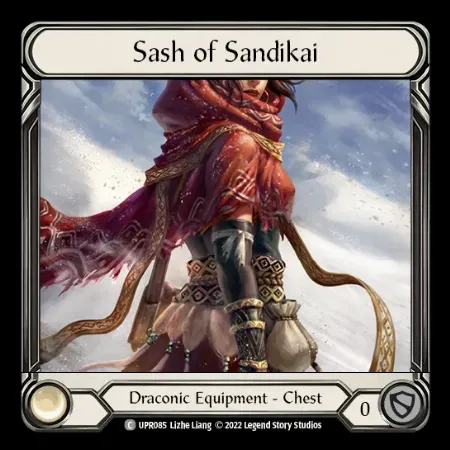 Sash of Sandikai
Draconic Equipment - Chest
0
C UPR085 Lizhe Liang © 2022 Legend Story Studios